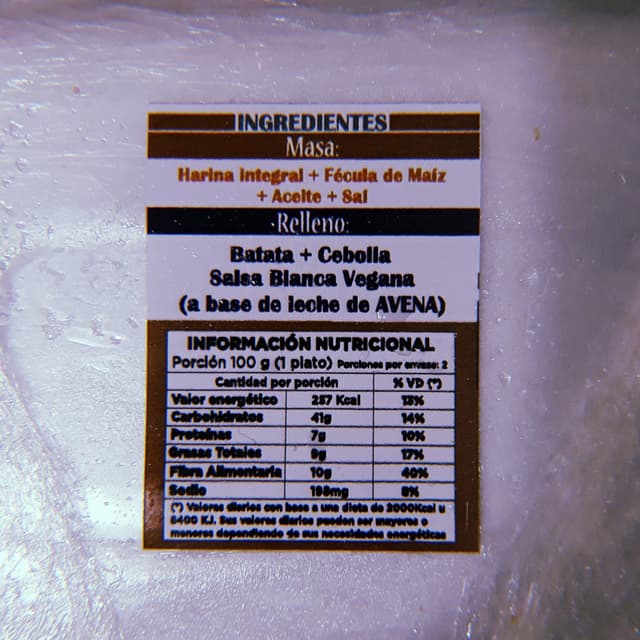 INGREDIENTES
Masa:
Harina integral + Fécula de Maíz
+ Aceite + Sal
Relleno:
Batata + Cebolla
Salsa Blanca Vegana
(a base de leche de AVENA)
INFORMACIÓN NUTRICIONAL
Porción 100 g (1 plato) Porciones por envase: 2
Cantidad por porción % VD (*)
Valor energético 257 Kcal 13%
Carbohidratos 41g 14%
Proteínas 7g 10%
Grasas Totales 9g 17%
Fibra Alimentaria 10g 40%
Sodio 198mg 8%
(*) Valores diarios con base a una dieta de 2000Kcal u
8400 KJ. Sus valores diarios pueden ser mayores o
menores dependiendo de sus necesidades energéticas